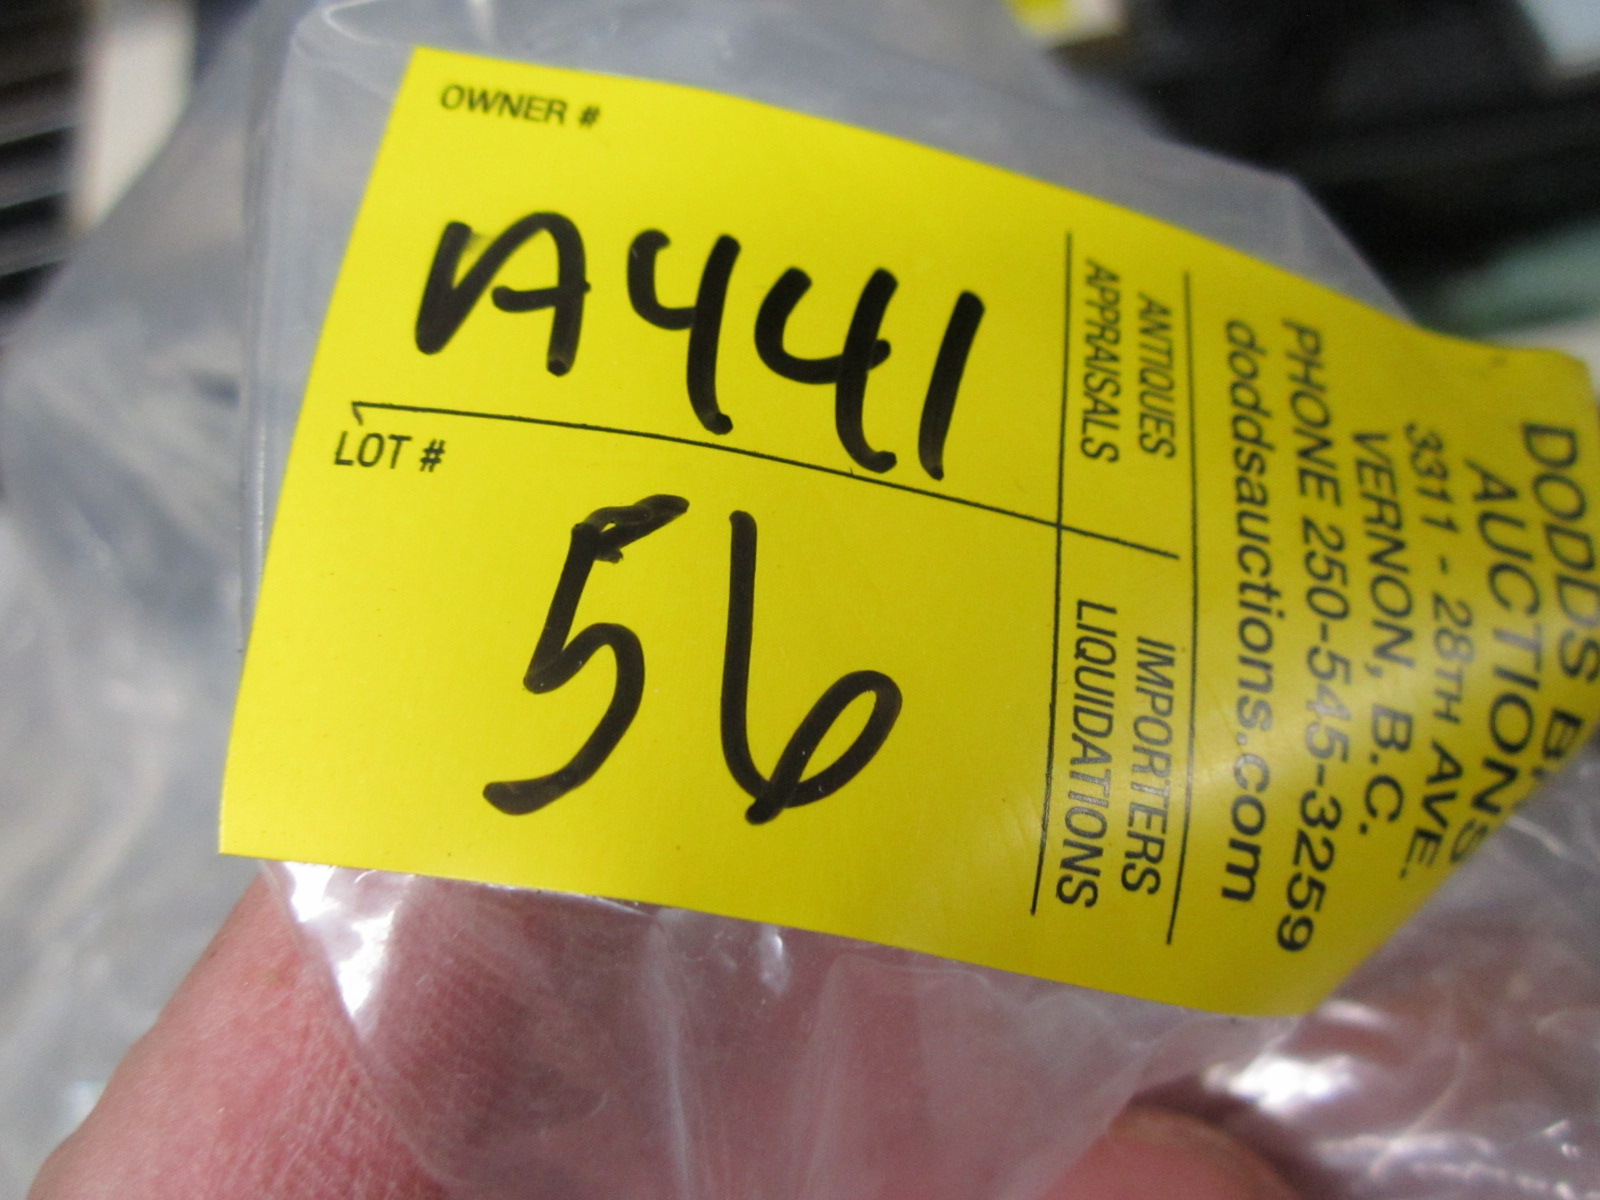 OWNER #
A441
LOT #
56
ANTIQUES
APPRAISALS
IMPORTERS
LIQUIDATIONS
DODDS
AUCTIONS
3311 - 28TH AVE.
VERNON, B.C.
PHONE 250-545-3259
doddsauctions.com